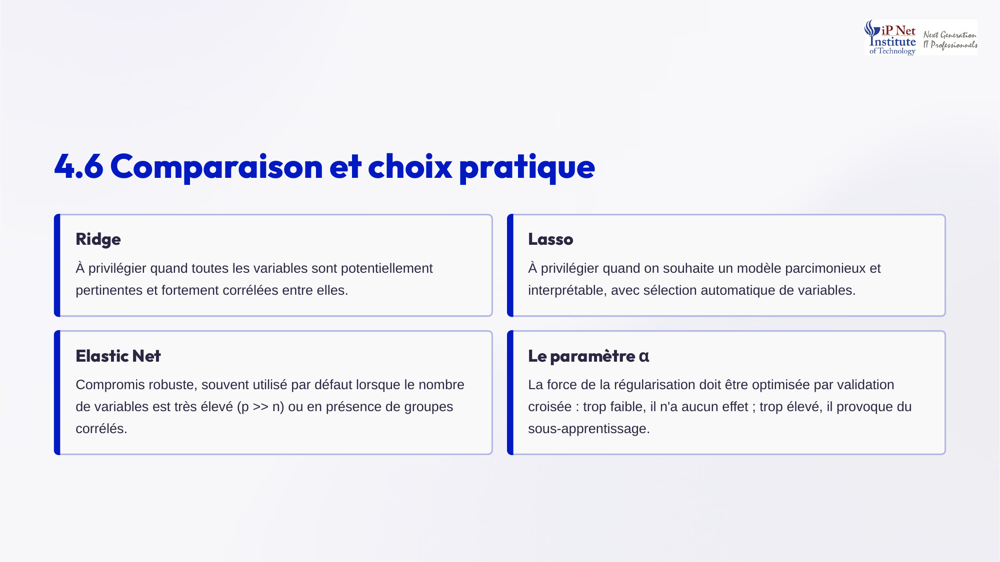 iP Net
Institute
of Technology
Next Generation
IT Professionnels
4.6 Comparaison et choix pratique
Ridge
À privilégier quand toutes les variables sont potentiellement
pertinentes et fortement corrélées entre elles.
Lasso
À privilégier quand on souhaite un modèle parcimonieux et
interprétable, avec sélection automatique de variables.
Elastic Net
Compromis robuste, souvent utilisé par défaut lorsque le nombre
de variables est très élevé (p >> n) ou en présence de groupes
corrélés.
Le paramètre α
La force de la régularisation doit être optimisée par validation
croisée : trop faible, il n'a aucun effet ; trop élevé, il provoque du
sous-apprentissage.